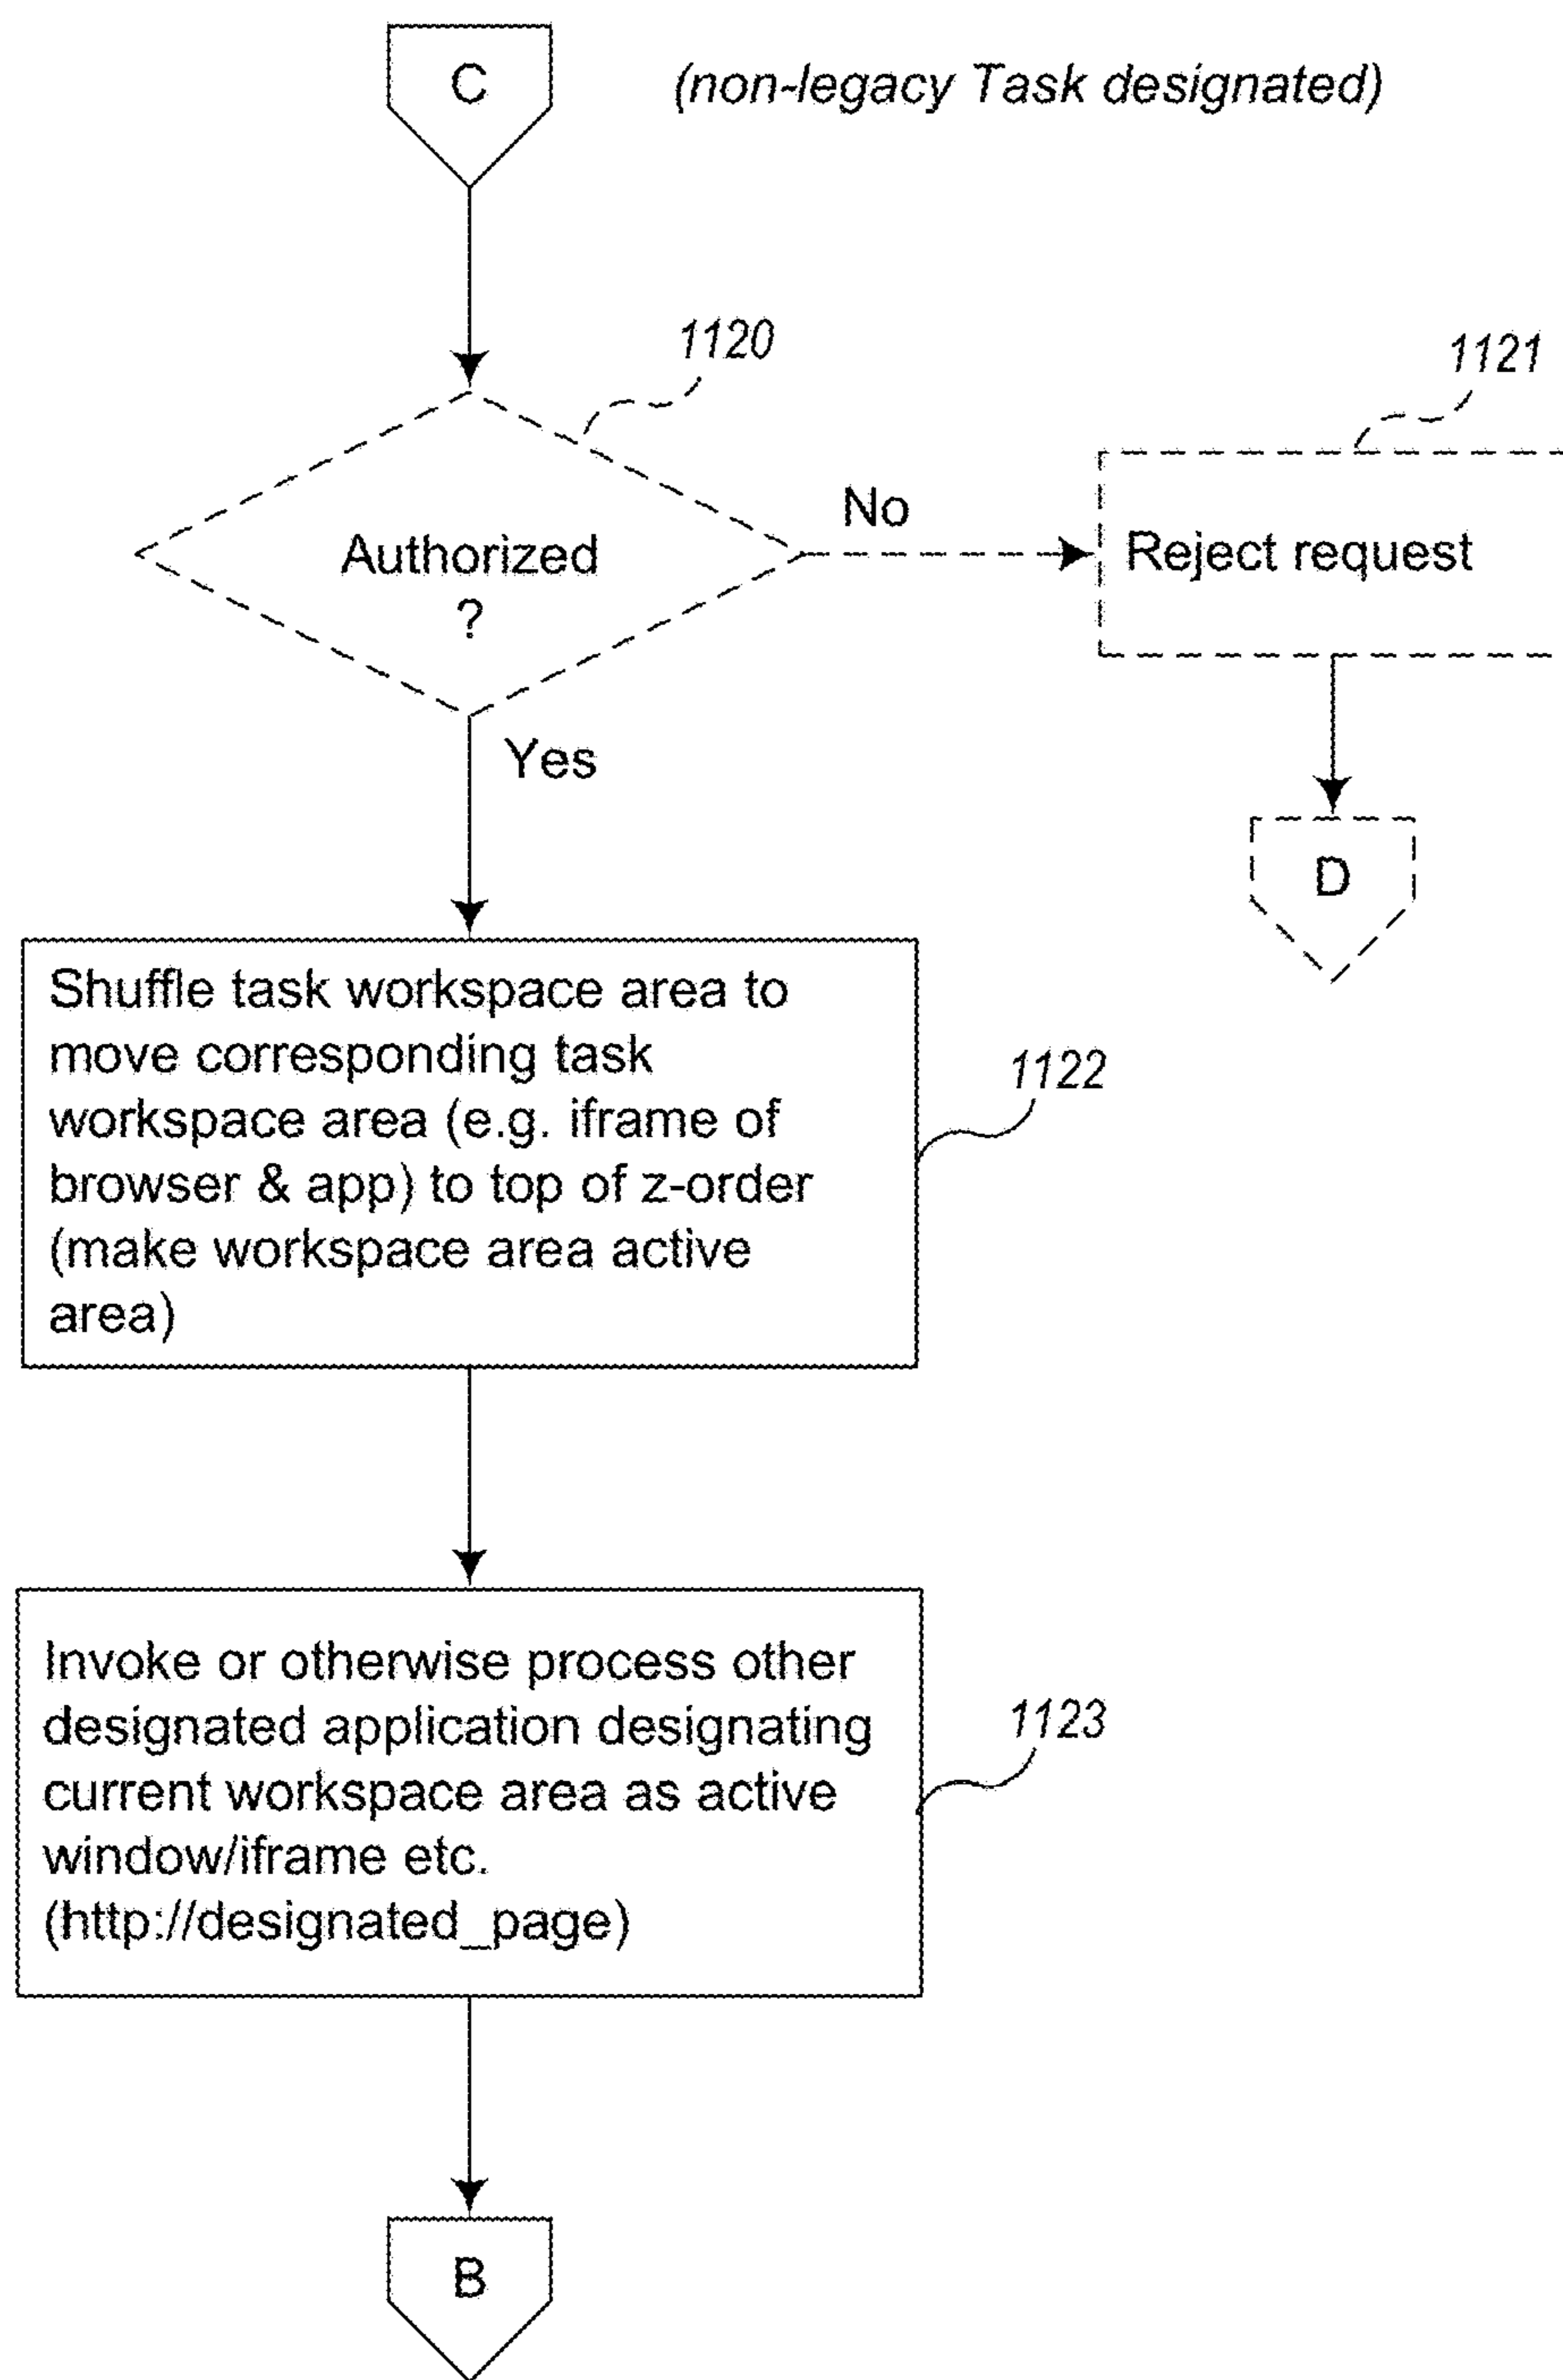 C
(non-legacy Task designated)
1120
1121
Authorized
?
No
Reject request
Yes
D
Shuffle task workspace area to
move corresponding task
workspace area (e.g. iframe of
browser & app) to top of z-order
(make workspace area active
area)
1122
Invoke or otherwise process other
designated application designating
current workspace area as active
window/iframe etc.
(http://designated_page)
1123
B